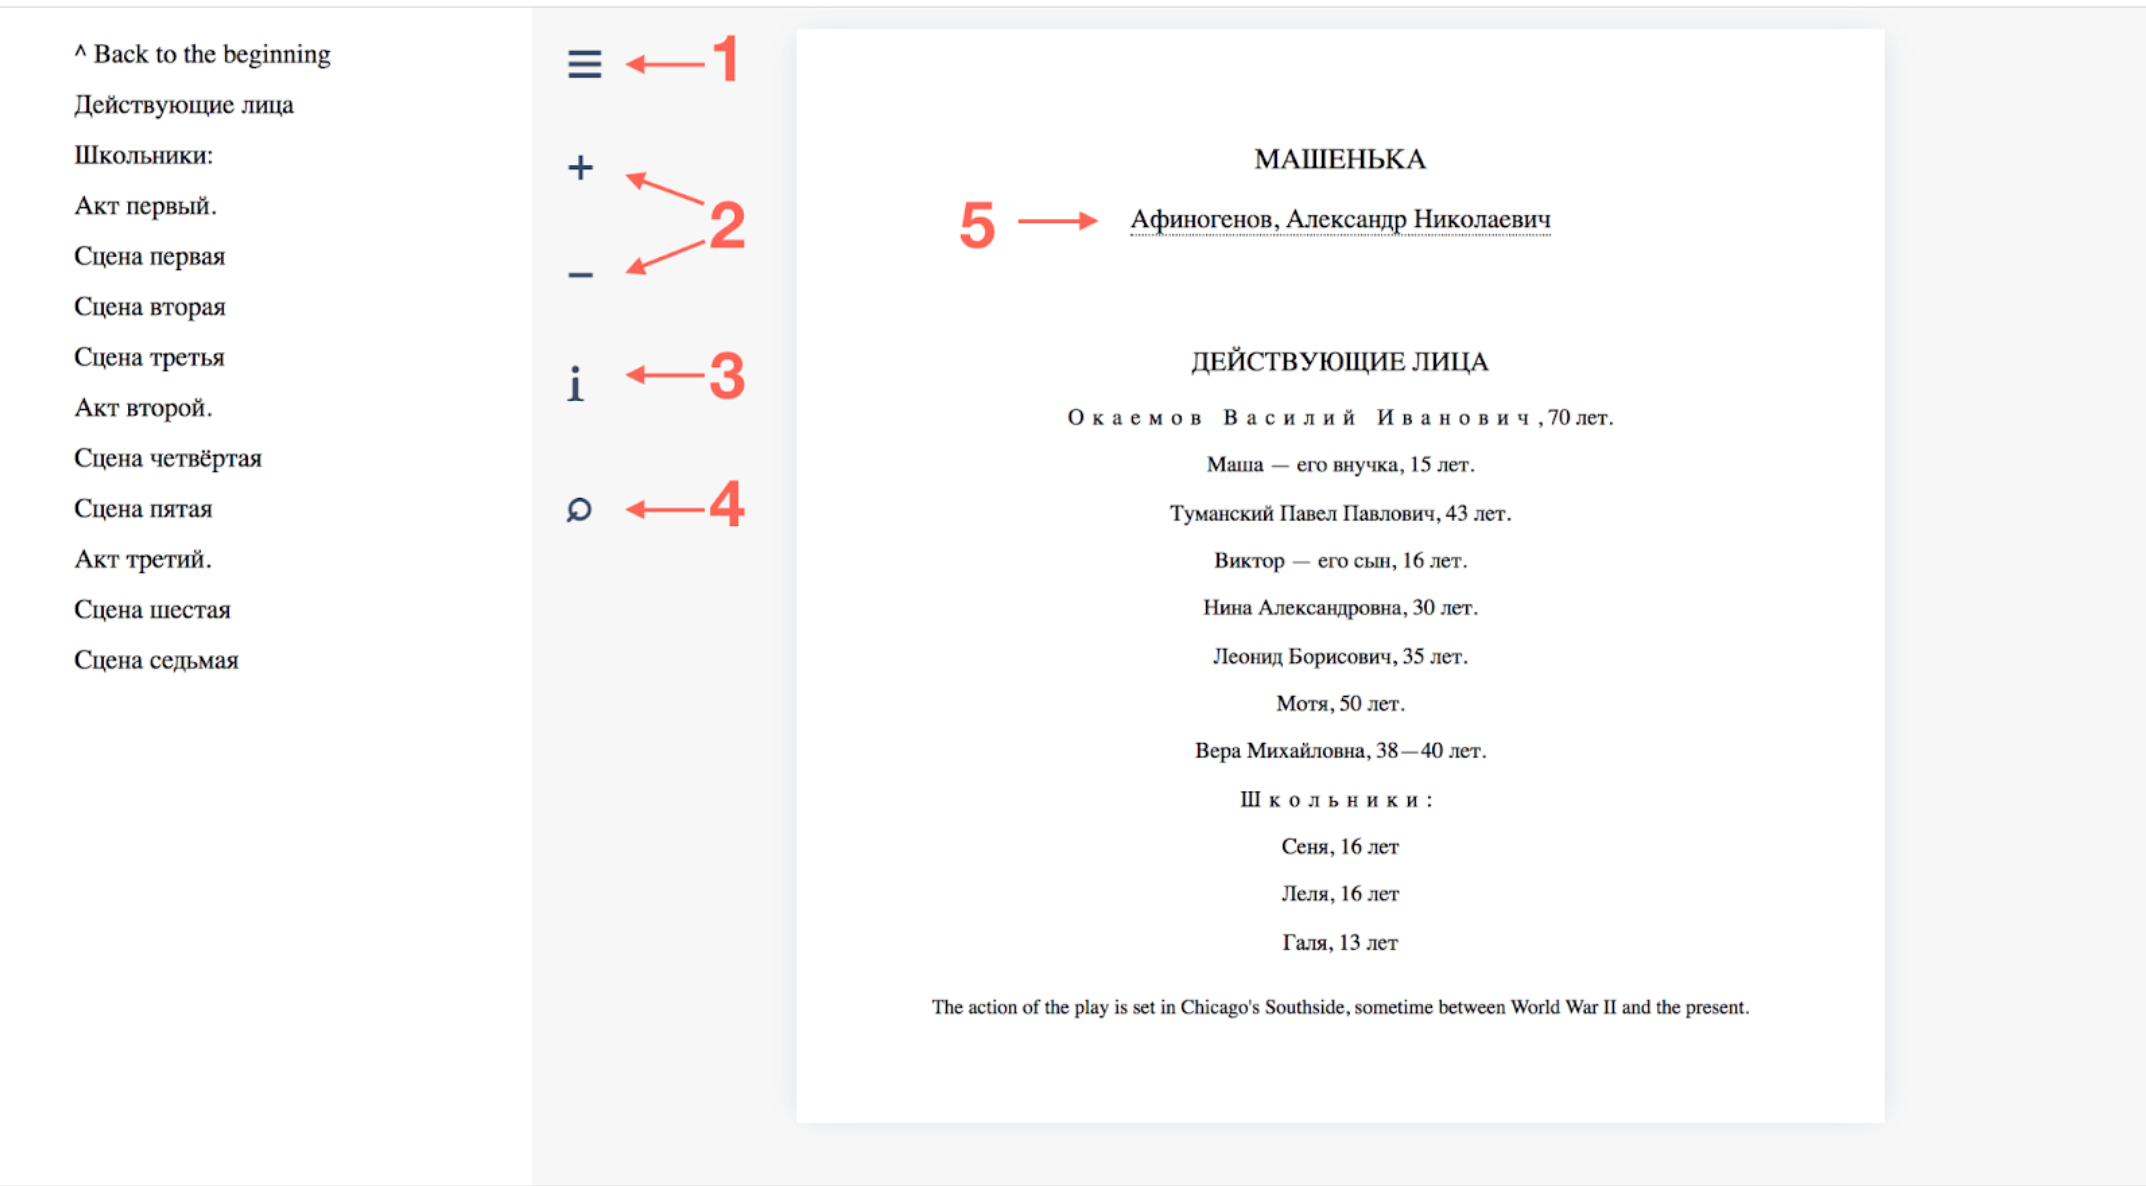 ^ Back to the beginning
Действующие лица
Школьники:
Акт первый.
Сцена первая
Сцена вторая
Сцена третья
Акт второй.
Сцена четвёртая
Сцена пятая
Акт третий.
Сцена шестая
Сцена седьмая
1
+
2
−
i
3
4
МАШЕНЬКА
5
Афиногенов, Александр Николаевич
ДЕЙСТВУЮЩИЕ ЛИЦА
Окаемов Василий Иванович, 70 лет.
Маша — его внучка, 15 лет.
Туманский Павел Павлович, 43 лет.
Виктор — его сын, 16 лет.
Нина Александровна, 30 лет.
Леонид Борисович, 35 лет.
Мотя, 50 лет.
Вера Михайловна, 38—40 лет.
Школьники:
Сеня, 16 лет
Леля, 16 лет
Галя, 13 лет
The action of the play is set in Chicago's Southside, sometime between World War II and the present.